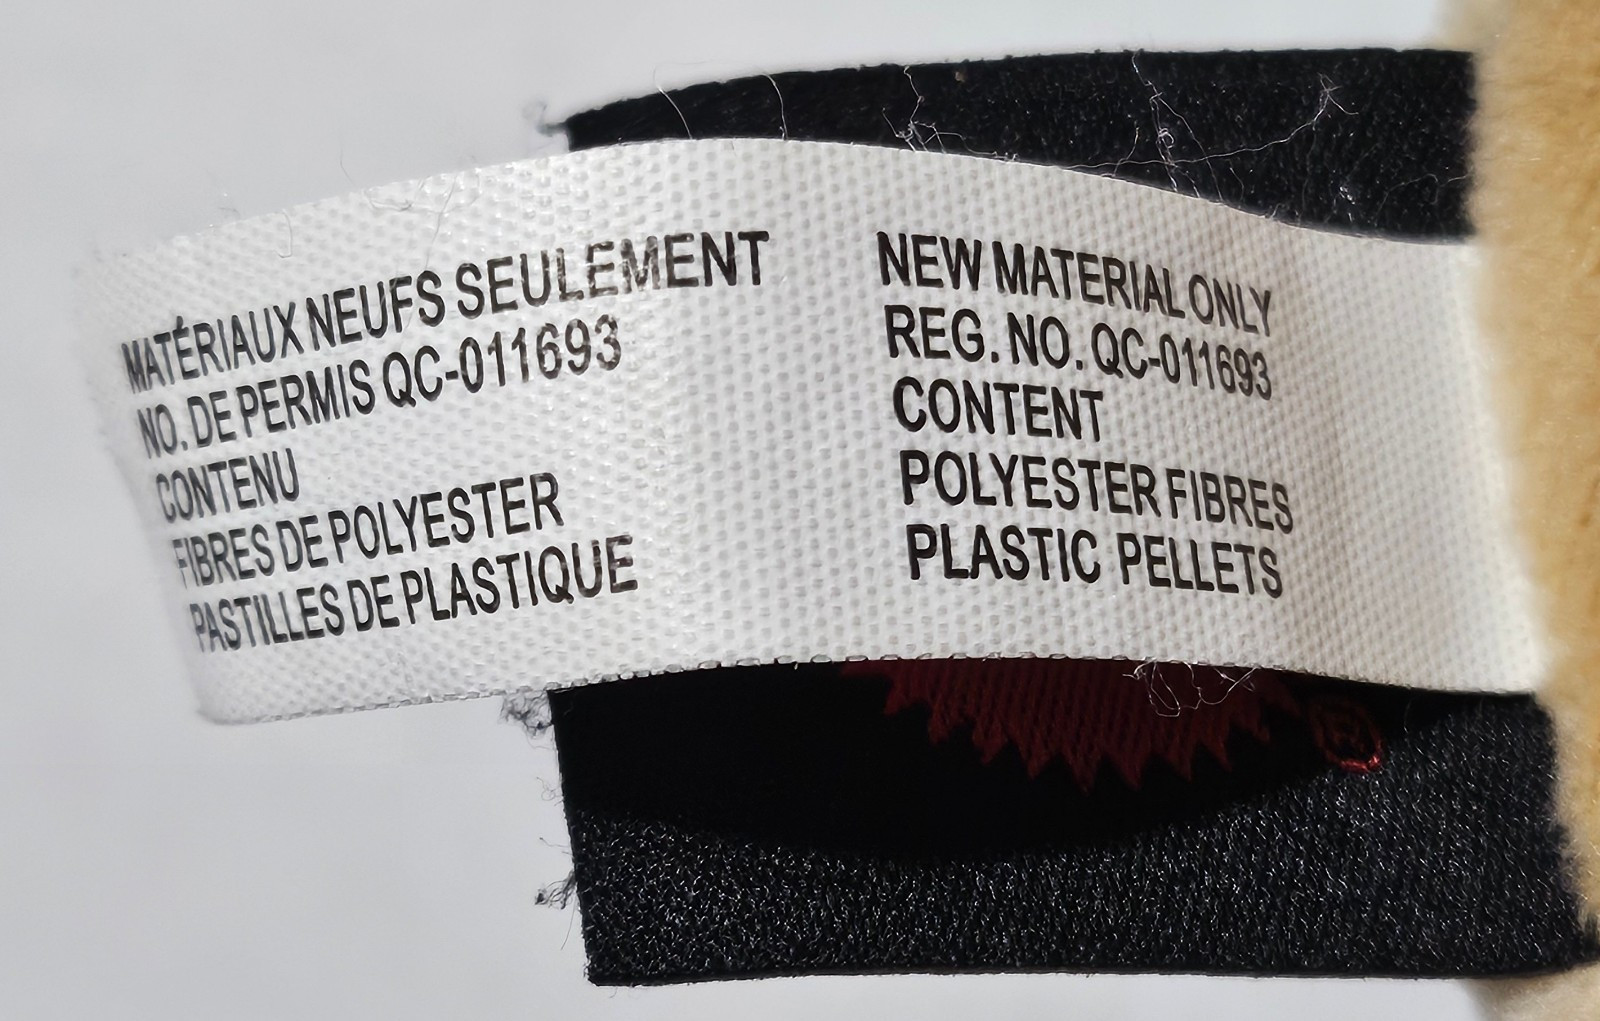 MATÉRIAUX NEUFS SEULEMENT
NO. DE PERMIS QC-011693
CONTENU
FIBRES DE POLYESTER
PASTILLES DE PLASTIQUE
NEW MATERIAL ONLY
REG. NO. QC-011693
CONTENT
POLYESTER FIBRES
PLASTIC PELLETS
®